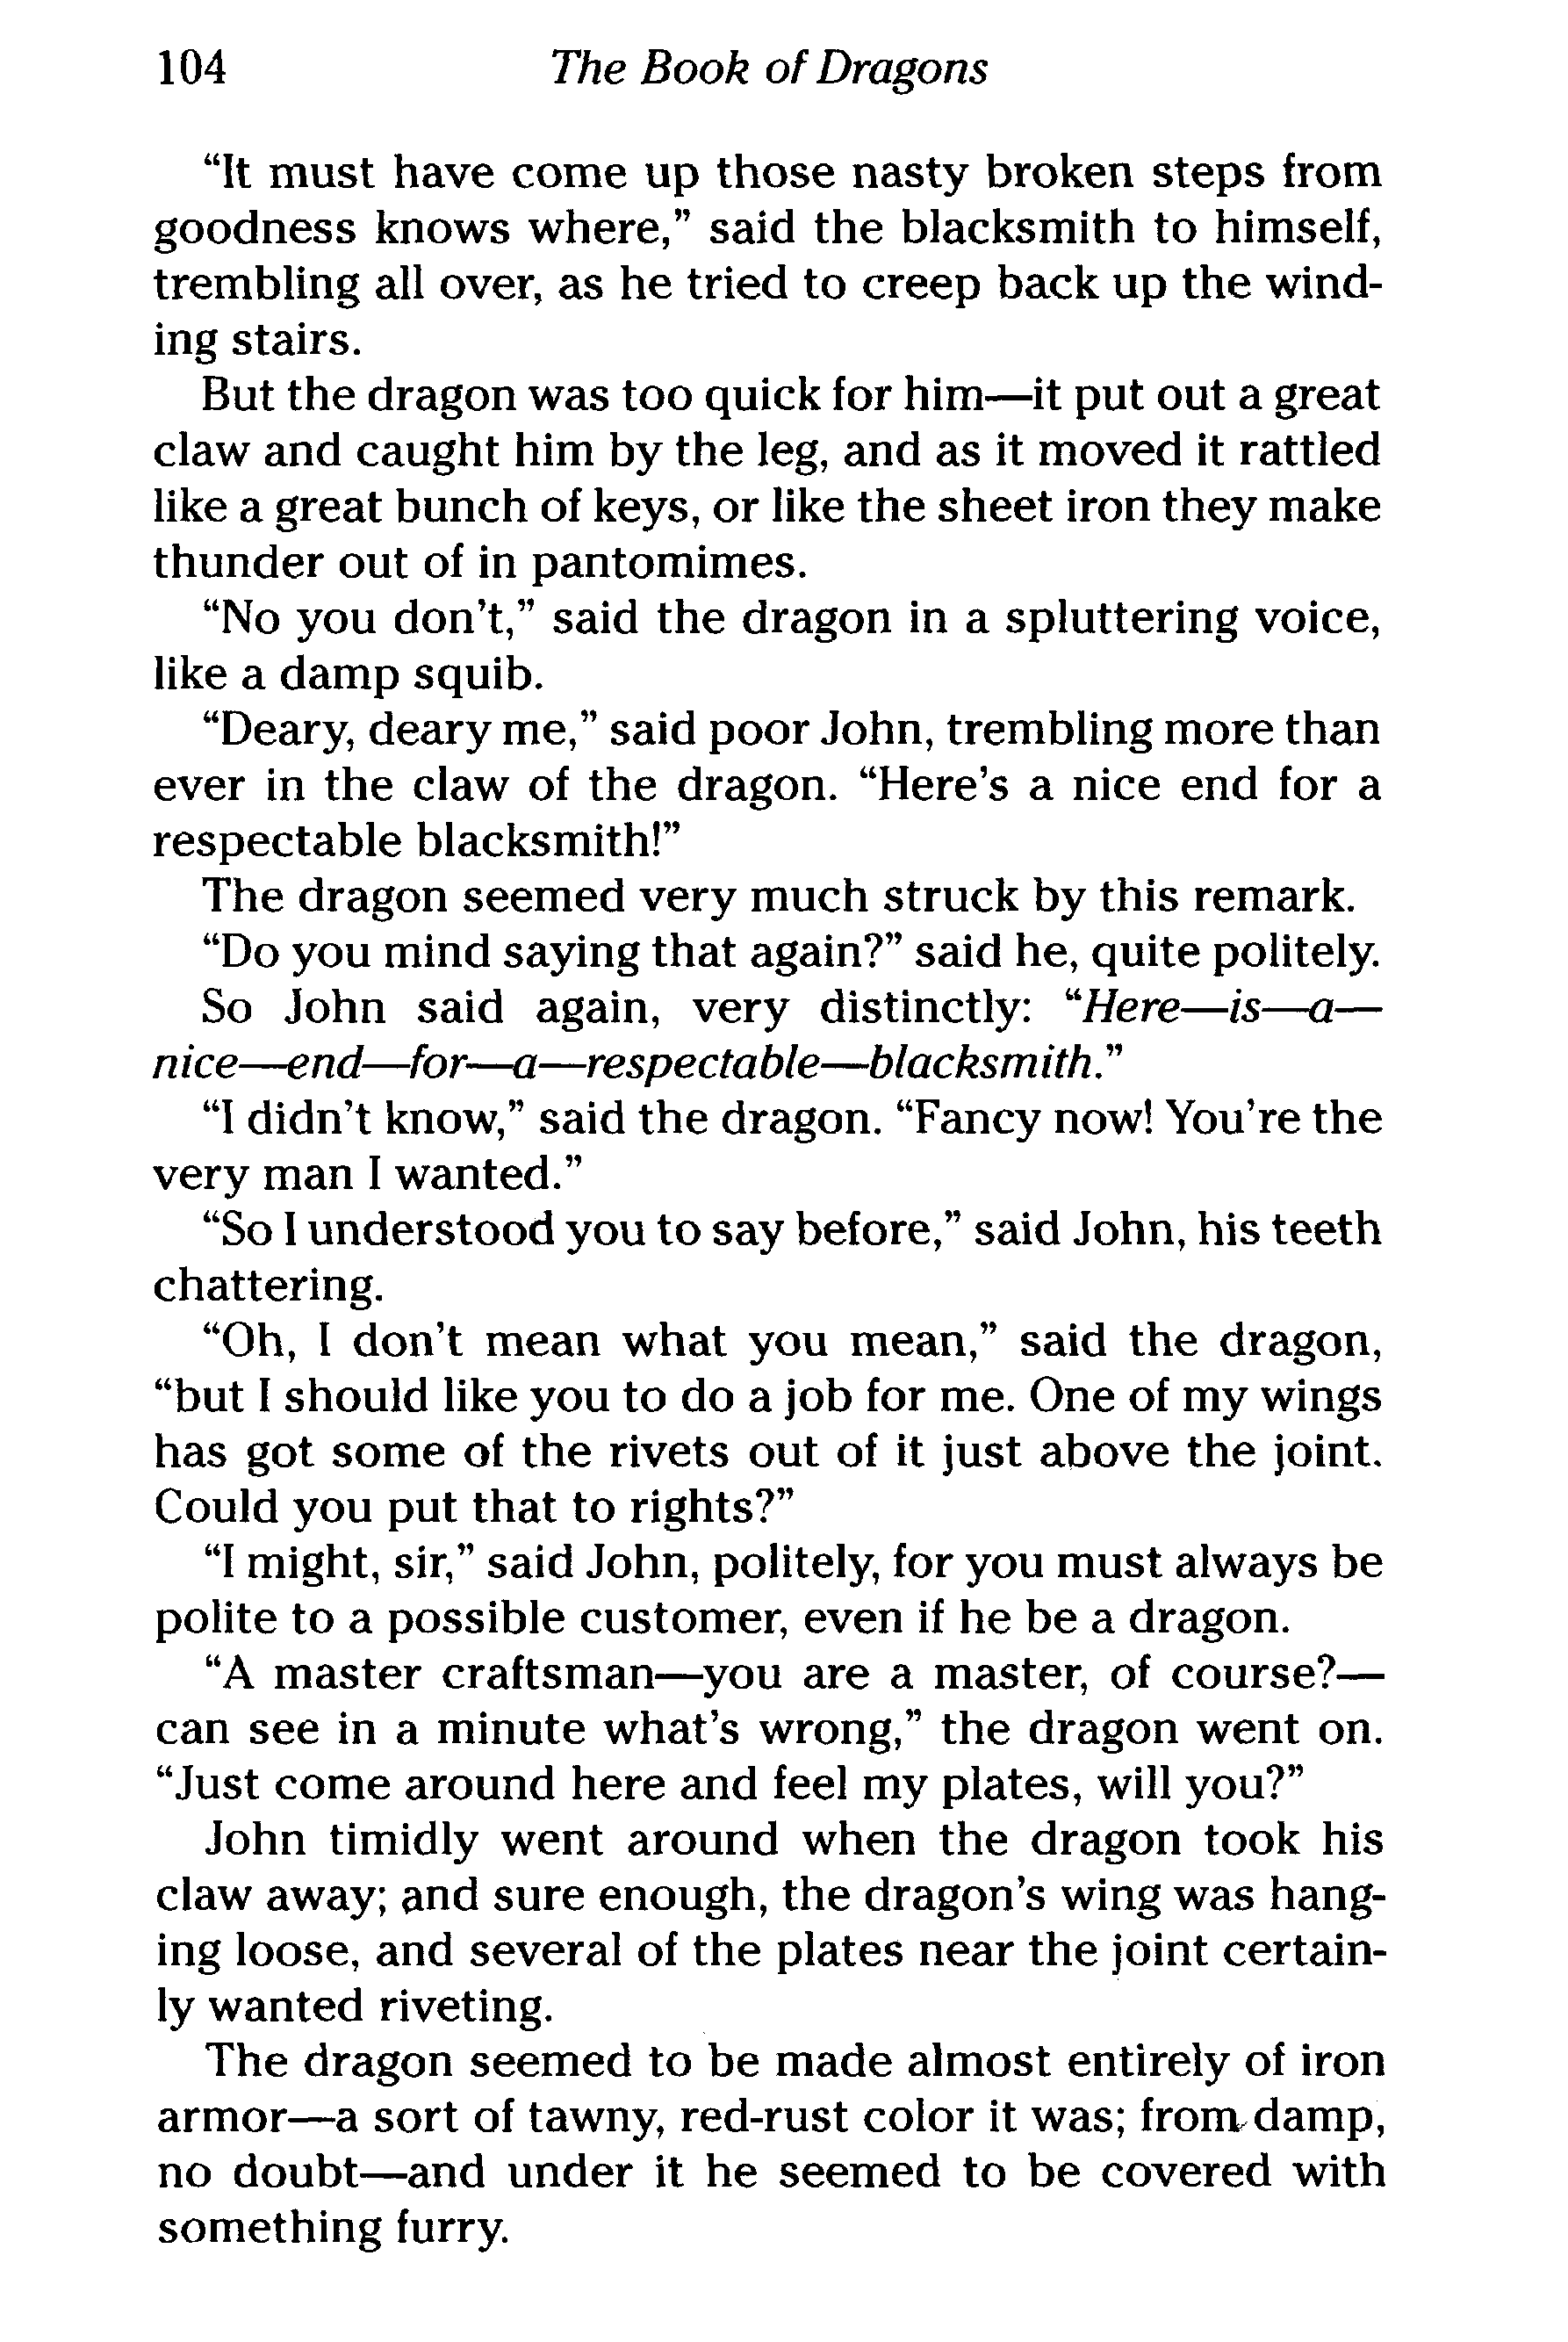 104 The Book of Dragons
“It must have come up those nasty broken steps from
goodness knows where,” said the blacksmith to himself,
trembling all over, as he tried to creep back up the wind-
ing stairs.
But the dragon was too quick for him—it put out a great
claw and caught him by the leg, and as it moved it rattled
like a great bunch of keys, or like the sheet iron they make
thunder out of in pantomimes.
“No you don’t,” said the dragon in a spluttering voice,
like a damp squib.
“Deary, deary me,” said poor John, trembling more than
ever in the claw of the dragon. “Here’s a nice end for a
respectable blacksmith!”
The dragon seemed very much struck by this remark.
“Do you mind saying that again?” said he, quite politely.
So John said again, very distinctly: “Here—is—a—
nice—end—for—a—respectable—blacksmith.”
“I didn’t know,” said the dragon. “Fancy now! You’re the
very man I wanted.”
“So I understood you to say before,” said John, his teeth
chattering.
“Oh, I don’t mean what you mean,” said the dragon,
“but I should like you to do a job for me. One of my wings
has got some of the rivets out of it just above the joint.
Could you put that to rights?”
“I might, sir,” said John, politely, for you must always be
polite to a possible customer, even if he be a dragon.
“A master craftsman—you are a master, of course?—
can see in a minute what’s wrong,” the dragon went on.
“Just come around here and feel my plates, will you?”
John timidly went around when the dragon took his
claw away; and sure enough, the dragon’s wing was hang-
ing loose, and several of the plates near the joint certain-
ly wanted riveting.
The dragon seemed to be made almost entirely of iron
armor—a sort of tawny, red-rust color it was; from damp,
no doubt—and under it he seemed to be covered with
something furry.